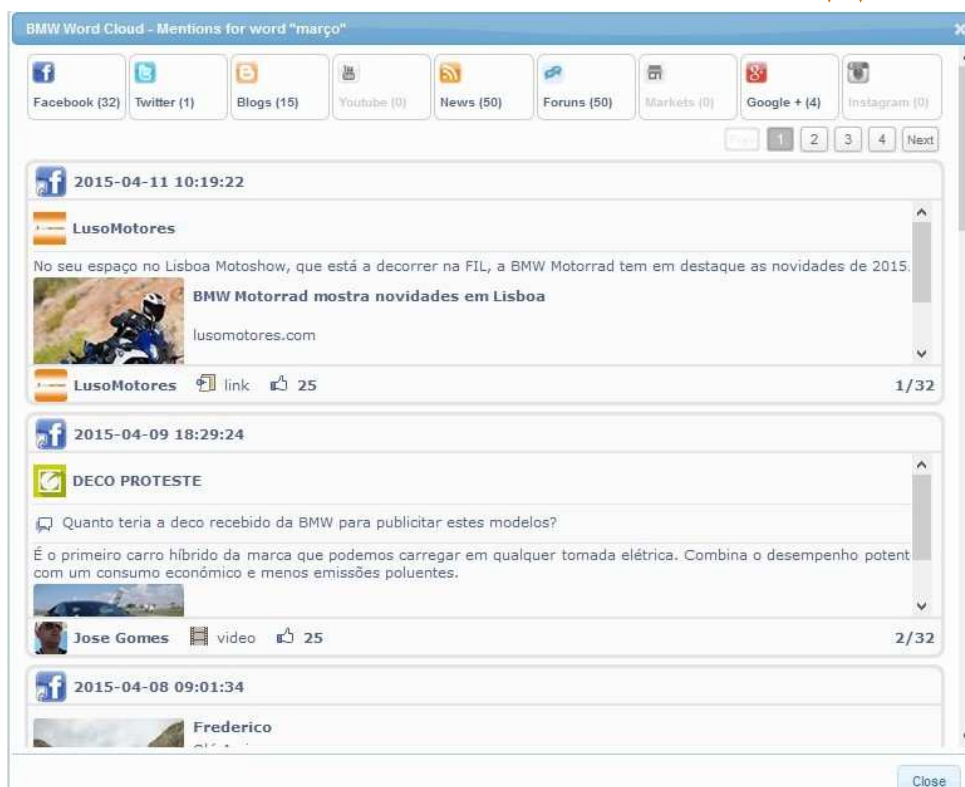 BMW Word Cloud - Mentions for word "março"
Facebook (32) Twitter (1) Blogs (15) Youtube (0) News (50) Foruns (50) Markets (0) Google + (4) Instagram (0)
Prev 1 2 3 4 Next
2015-04-11 10:19:22
LusoMotores
No seu espaço no Lisboa Motoshow, que está a decorrer na FIL, a BMW Motorrad tem em destaque as novidades de 2015.
BMW Motorrad mostra novidades em Lisboa
lusomotores.com
LusoMotores link 25 1/32
2015-04-09 18:29:24
DECO PROTESTE
Quanto teria a deco recebido da BMW para publicitar estes modelos?
É o primeiro carro híbrido da marca que podemos carregar em qualquer tomada elétrica. Combina o desempenho potent
com um consumo económico e menos emissões poluentes.
Jose Gomes video 25 2/32
2015-04-08 09:01:34
Frederico
Close